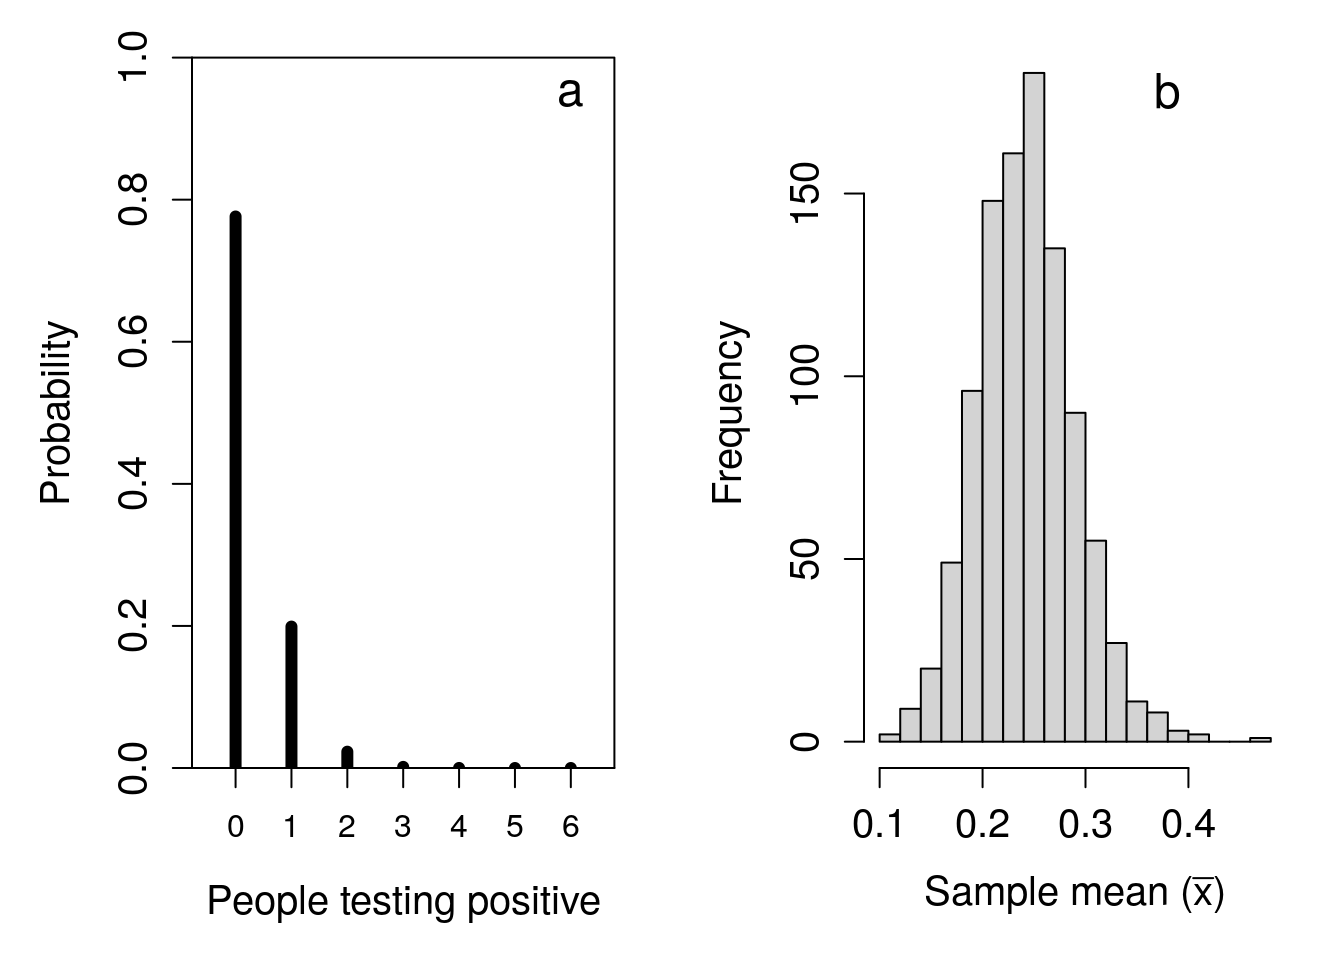 a
Probability
1.0
0.8
0.6
0.4
0.2
0.0
0 1 2 3 4 5 6
People testing positive
b
Frequency
150
100
50
0
0.1 0.2 0.3 0.4
Sample mean (x̅)